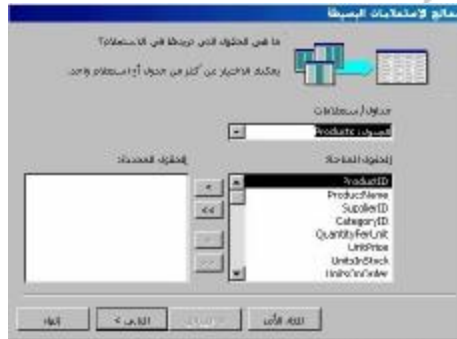 معالج الاستعلامات البسيطة
ما هي الحقول التي تريدها في الاستعلام؟
يمكنك الاختيار من أكثر من جدول أو استعلام واحد.
جداول/استعلامات
الجدول: Products
الحقول المتاحة:
الحقول المحددة:
ProductID
ProductName
SupplierID
CategoryID
QuantityPerUnit
UnitPrice
UnitsInStock
UnitsOnOrder
<
<<
>
>>
إلغاء الأمر
التالي >
إنهاء